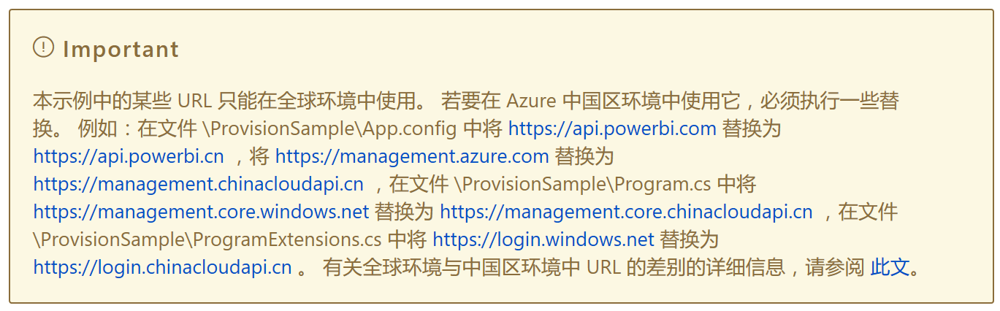 Important
本示例中的某些 URL 只能在全球环境中使用。 若要在 Azure 中国区环境中使用它，必须执行一些替
换。 例如：在文件 \ProvisionSample\App.config 中将 https://api.powerbi.com 替换为
https://api.powerbi.cn ，将 https://management.azure.com 替换为
https://management.chinacloudapi.cn ，在文件 \ProvisionSample\Program.cs 中将
https://management.core.windows.net 替换为 https://management.core.chinacloudapi.cn ，在文件
\ProvisionSample\ProgramExtensions.cs 中将 https://login.windows.net 替换为
https://login.chinacloudapi.cn 。 有关全球环境与中国区环境中 URL 的差别的详细信息，请参阅 此文。